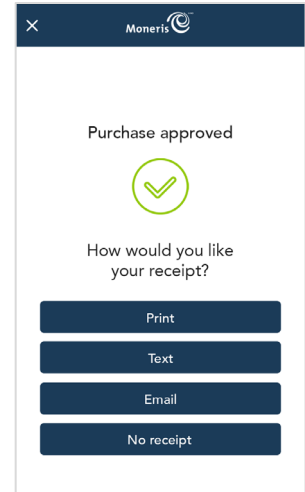 Moneris
Purchase approved
How would you like
your receipt?
Print
Text
Email
No receipt